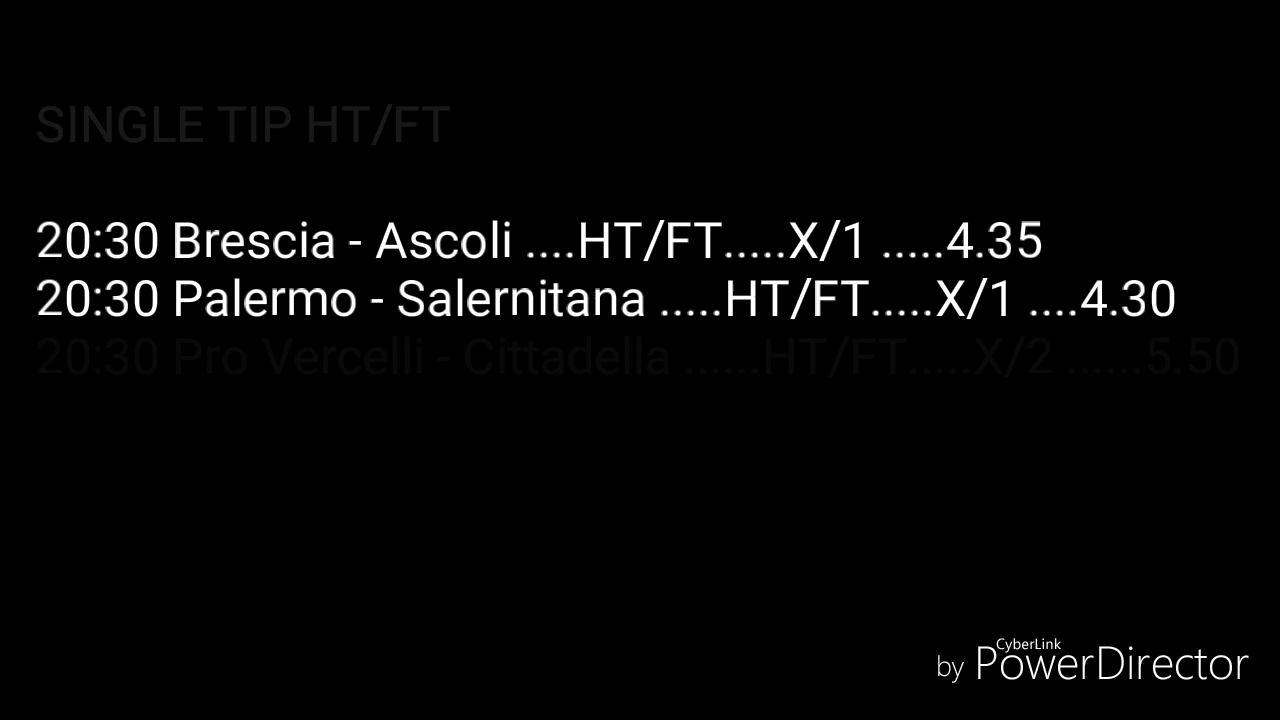 SINGLE TIP HT/FT
20:30 Brescia - Ascoli ....HT/FT.....X/1 .....4.35
20:30 Palermo - Salernitana .....HT/FT.....X/1 ....4.30
20:30 Pro Vercelli - Cittadella ......HT/FT.....X/2 ......5.50
by CyberLink PowerDirector